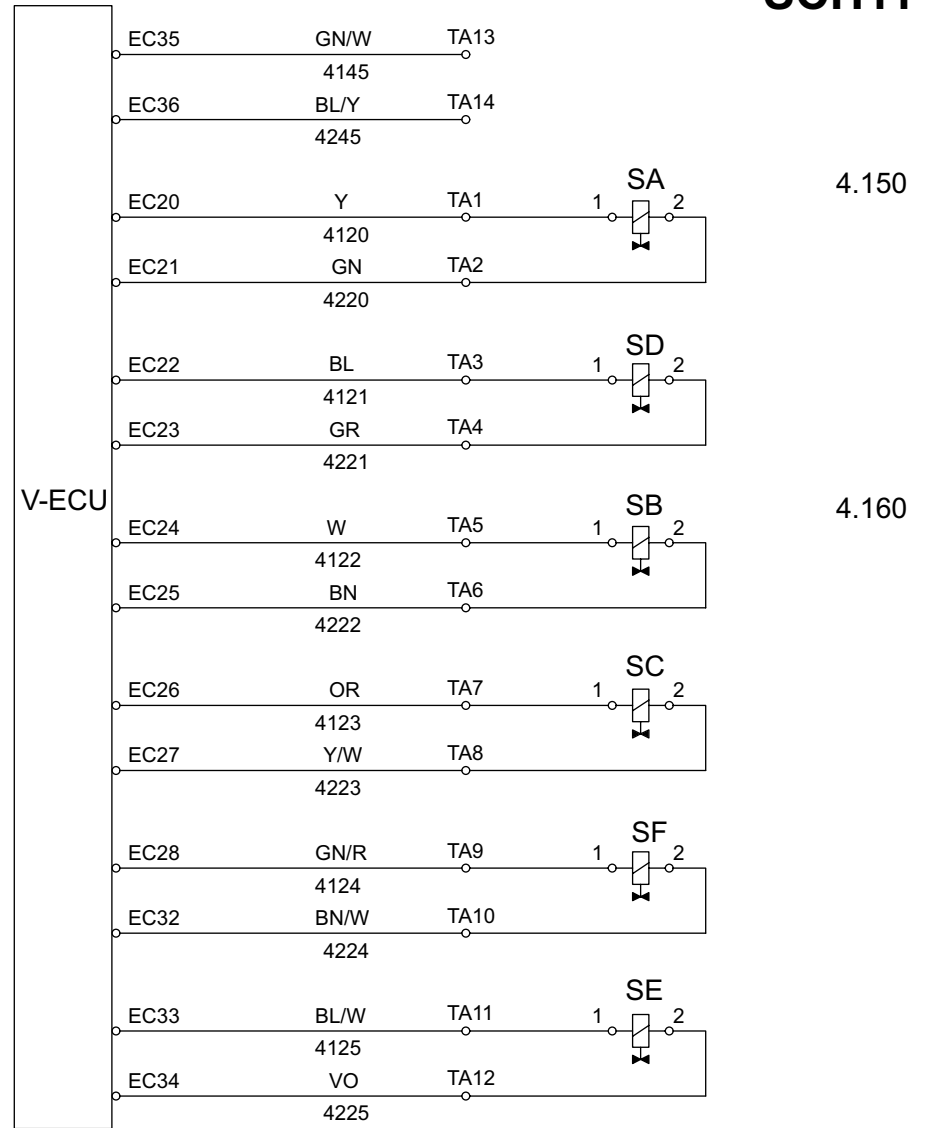 EC35 GN/W TA13
4145
EC36 BL/Y TA14
4245
SA 4.150
EC20 Y TA1 1 2
4120
EC21 GN TA2
4220
SD
EC22 BL TA3 1 2
4121
EC23 GR TA4
4221
V-ECU SB 4.160
EC24 W TA5 1 2
4122
EC25 BN TA6
4222
SC
EC26 OR TA7 1 2
4123
EC27 Y/W TA8
4223
SF
EC28 GN/R TA9 1 2
4124
EC32 BN/W TA10
4224
SE
EC33 BL/W TA11 1 2
4125
EC34 VO TA12
4225